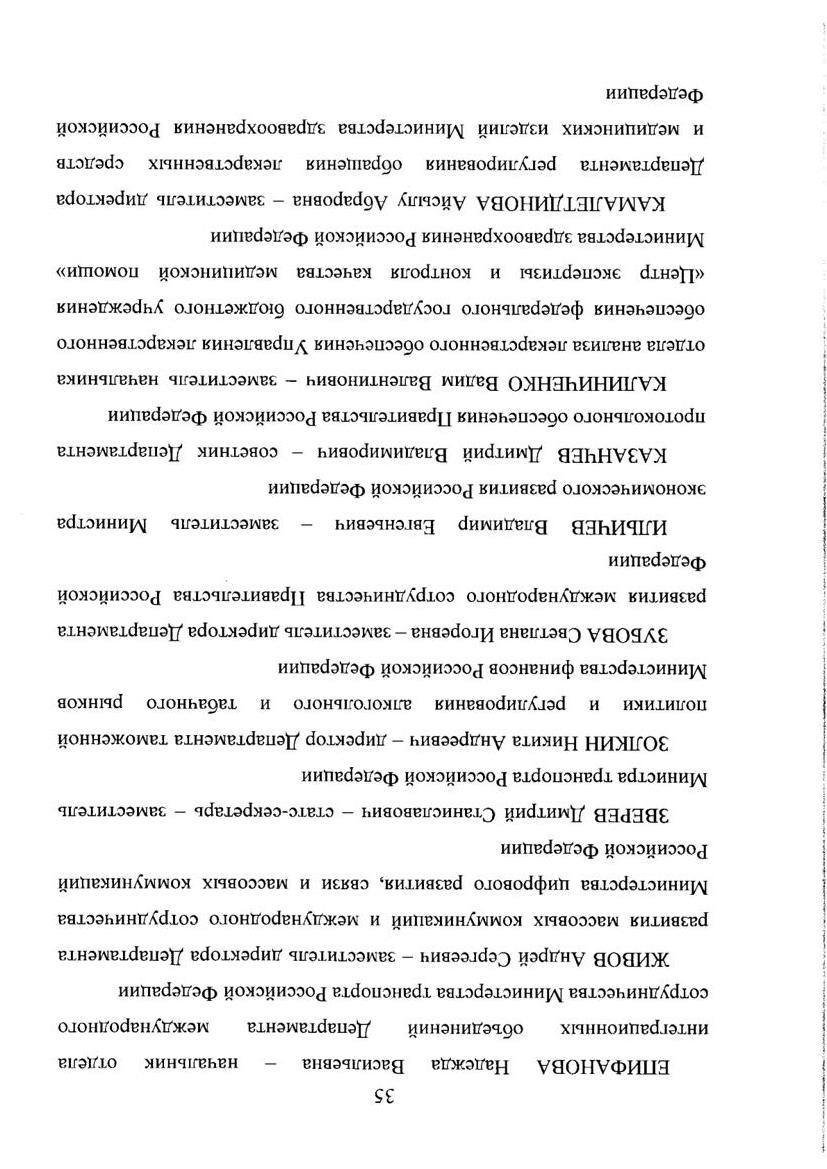 35
ЕПИФАНОВА Надежда Васильевна – начальник отдела
интеграционных объединений Департамента международного
сотрудничества Министерства транспорта Российской Федерации
ЖИВОВ Андрей Сергеевич – заместитель директора Департамента
развития массовых коммуникаций и международного сотрудничества
Министерства цифрового развития, связи и массовых коммуникаций
Российской Федерации
ЗВЕРЕВ Дмитрий Станиславович – статс-секретарь – заместитель
Министра транспорта Российской Федерации
ЗОЛКИН Никита Андреевич – директор Департамента таможенной
политики и регулирования алкогольного и табачного рынков
Министерства финансов Российской Федерации
ЗУБОВА Светлана Игоревна – заместитель директора Департамента
развития международного сотрудничества Правительства Российской
Федерации
ИЛЬИЧЕВ Владимир Евгеньевич – заместитель Министра
экономического развития Российской Федерации
КАЗАНЧЕВ Дмитрий Владимирович – советник Департамента
протокольного обеспечения Правительства Российской Федерации
КАЛИНИЧЕНКО Вадим Валентинович – заместитель начальника
отдела анализа лекарственного обеспечения Управления лекарственного
обеспечения федерального государственного бюджетного учреждения
«Центр экспертизы и контроля качества медицинской помощи»
Министерства здравоохранения Российской Федерации
КАМАЛЕТДИНОВА Айсылу Абраровна – заместитель директора
Департамента регулирования обращения лекарственных средств
и медицинских изделий Министерства здравоохранения Российской
Федерации